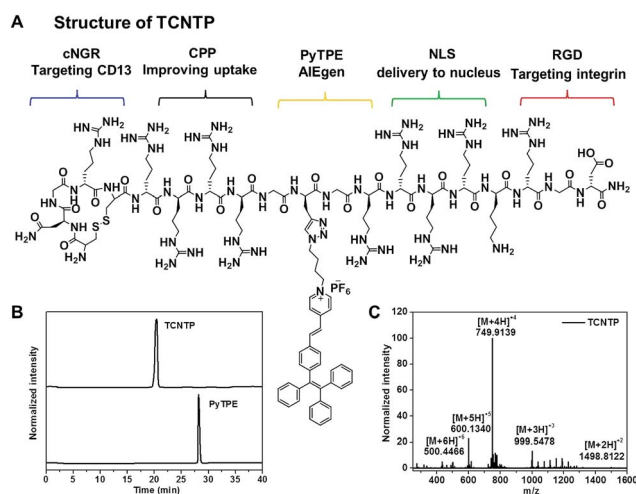 A Structure of TCNTP
cNGR
Targeting CD13
CPP
Improving uptake
PyTPE
AIEgen
NLS
delivery to nucleus
RGD
Targeting integrin
PF6
B
Normalized intensity
TCNTP
PyTPE
0 5 10 15 20 25 30 35 40
Time (min)
C
Normalized intensity
TCNTP
120
100
80
60
40
20
0
[M+4H]+4
749.9139
[M+5H]+5
600.1340
[M+6H]+6
500.4466
[M+3H]+3
999.5478
[M+2H]+2
1498.8122
400 600 800 1000 1200 1400 1600
m/z